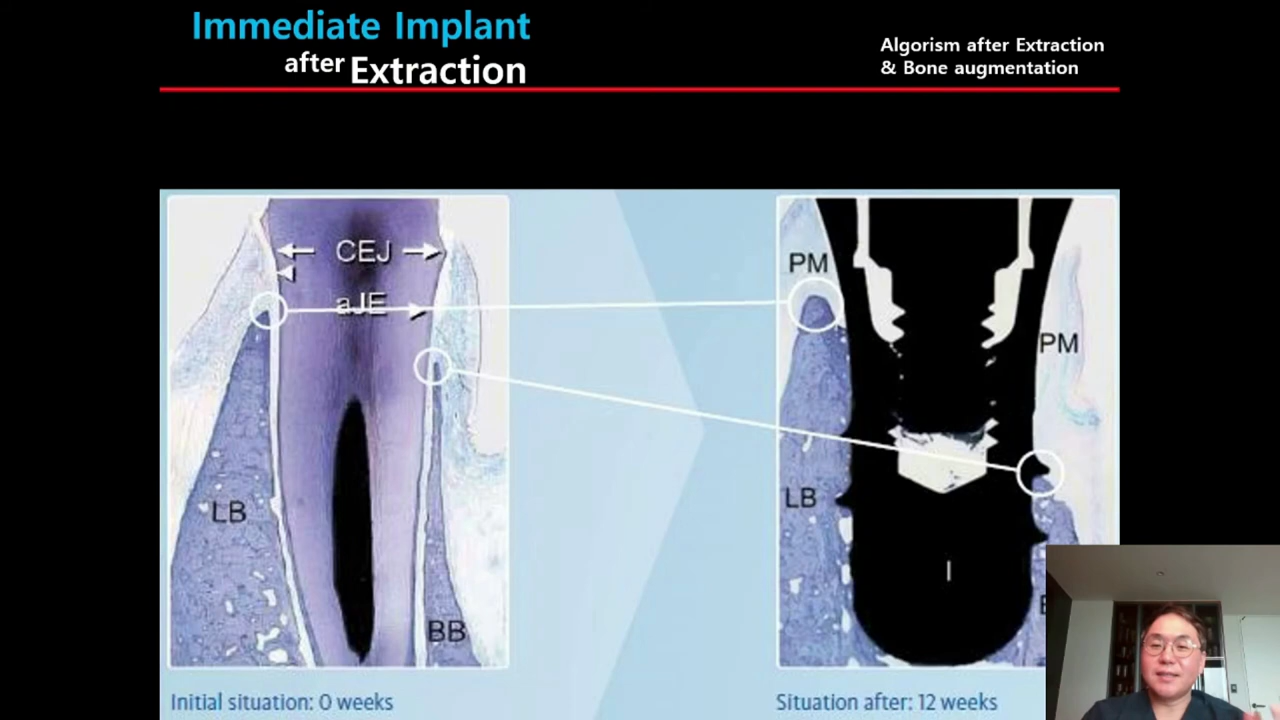 Immediate Implant
after Extraction
Algorism after Extraction
& Bone augmentation
CEJ
aJE
LB
BB
Initial situation: 0 weeks
PM
PM
LB
I
Situation after: 12 weeks